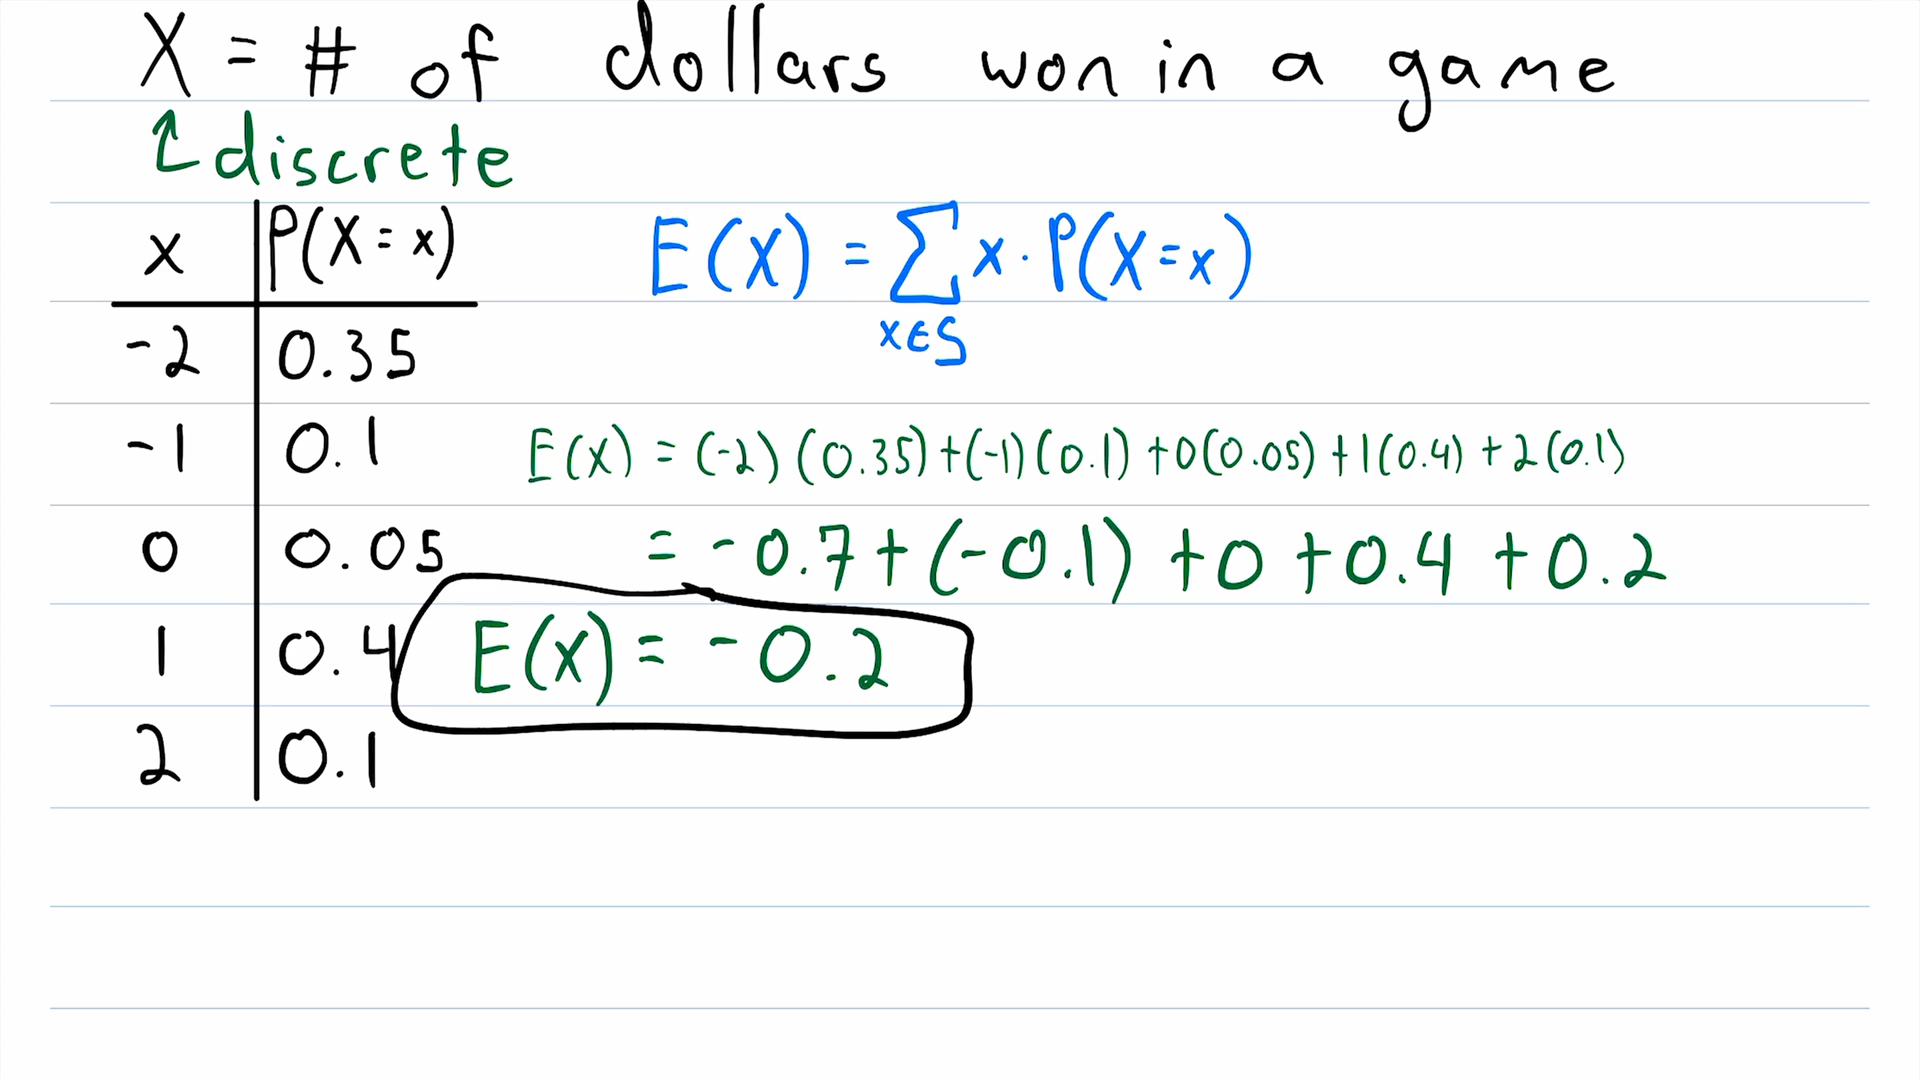 X = # of dollars won in a game
↑discrete
x P(X=x)
E(X) = ∑ x·P(X=x)
x∈S
-2 0.35
-1 0.1
E(X) = (-2)(0.35)+(-1)(0.1)+0(0.05)+1(0.4)+2(0.1)
0 0.05
= -0.7+(-0.1)+0+0.4+0.2
1 0.4
E(X) = -0.2
2 0.1